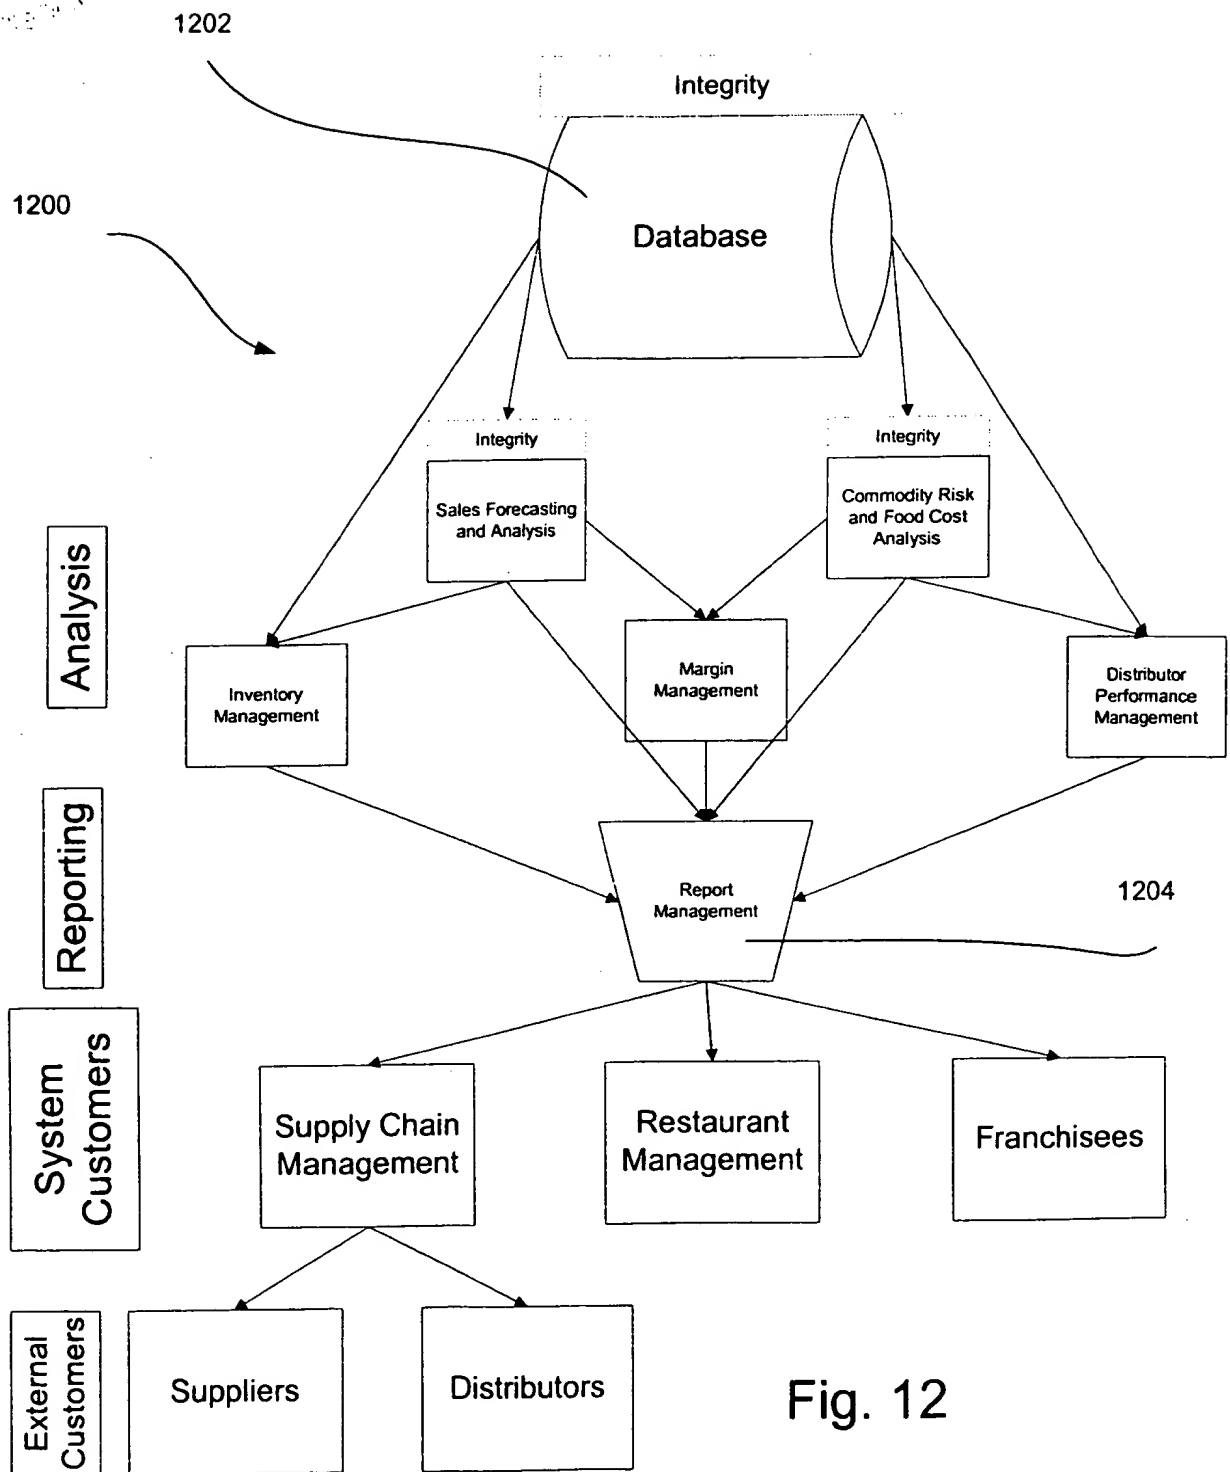 1202
Integrity
1200
Database
Integrity
Integrity
Sales Forecasting
and Analysis
Commodity Risk
and Food Cost
Analysis
Analysis
Inventory
Management
Margin
Management
Distributor
Performance
Management
Reporting
Report
Management
1204
System
Customers
Supply Chain
Management
Restaurant
Management
Franchisees
External
Customers
Suppliers
Distributors
Fig. 12